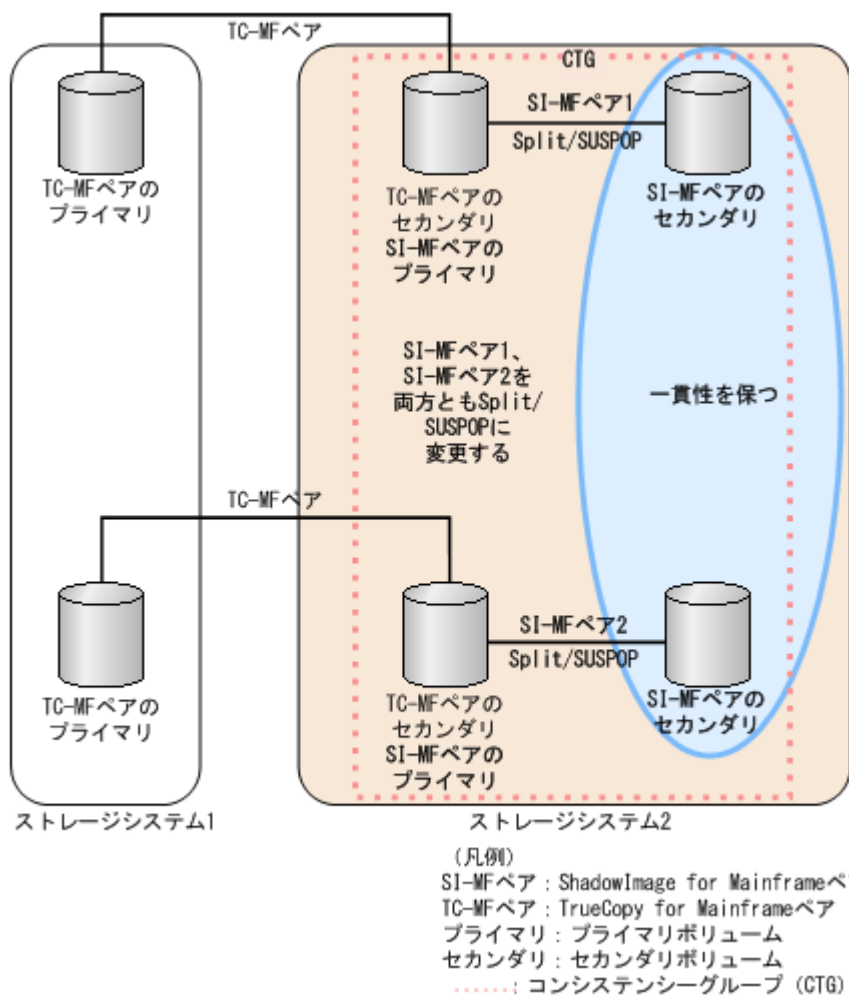 TC-MFペア
CTG
SI-MFペア1
Split/SUSPOP
TC-MFペアの
プライマリ
TC-MFペアの
セカンダリ
SI-MFペアの
プライマリ
SI-MFペアの
セカンダリ
SI-MFペア1、
SI-MFペア2を
両方ともSplit/
SUSPOPに
変更する
一貫性を保つ
TC-MFペア
SI-MFペア2
Split/SUSPOP
TC-MFペアの
プライマリ
TC-MFペアの
セカンダリ
SI-MFペアの
プライマリ
SI-MFペアの
セカンダリ
ストレージシステム1
ストレージシステム2
(凡例)
SI-MFペア：ShadowImage for Mainframeペ
TC-MFペア：TrueCopy for Mainframeペア
プライマリ：プライマリボリューム
セカンダリ：セカンダリボリューム
：コンシステンシーグループ (CTG)